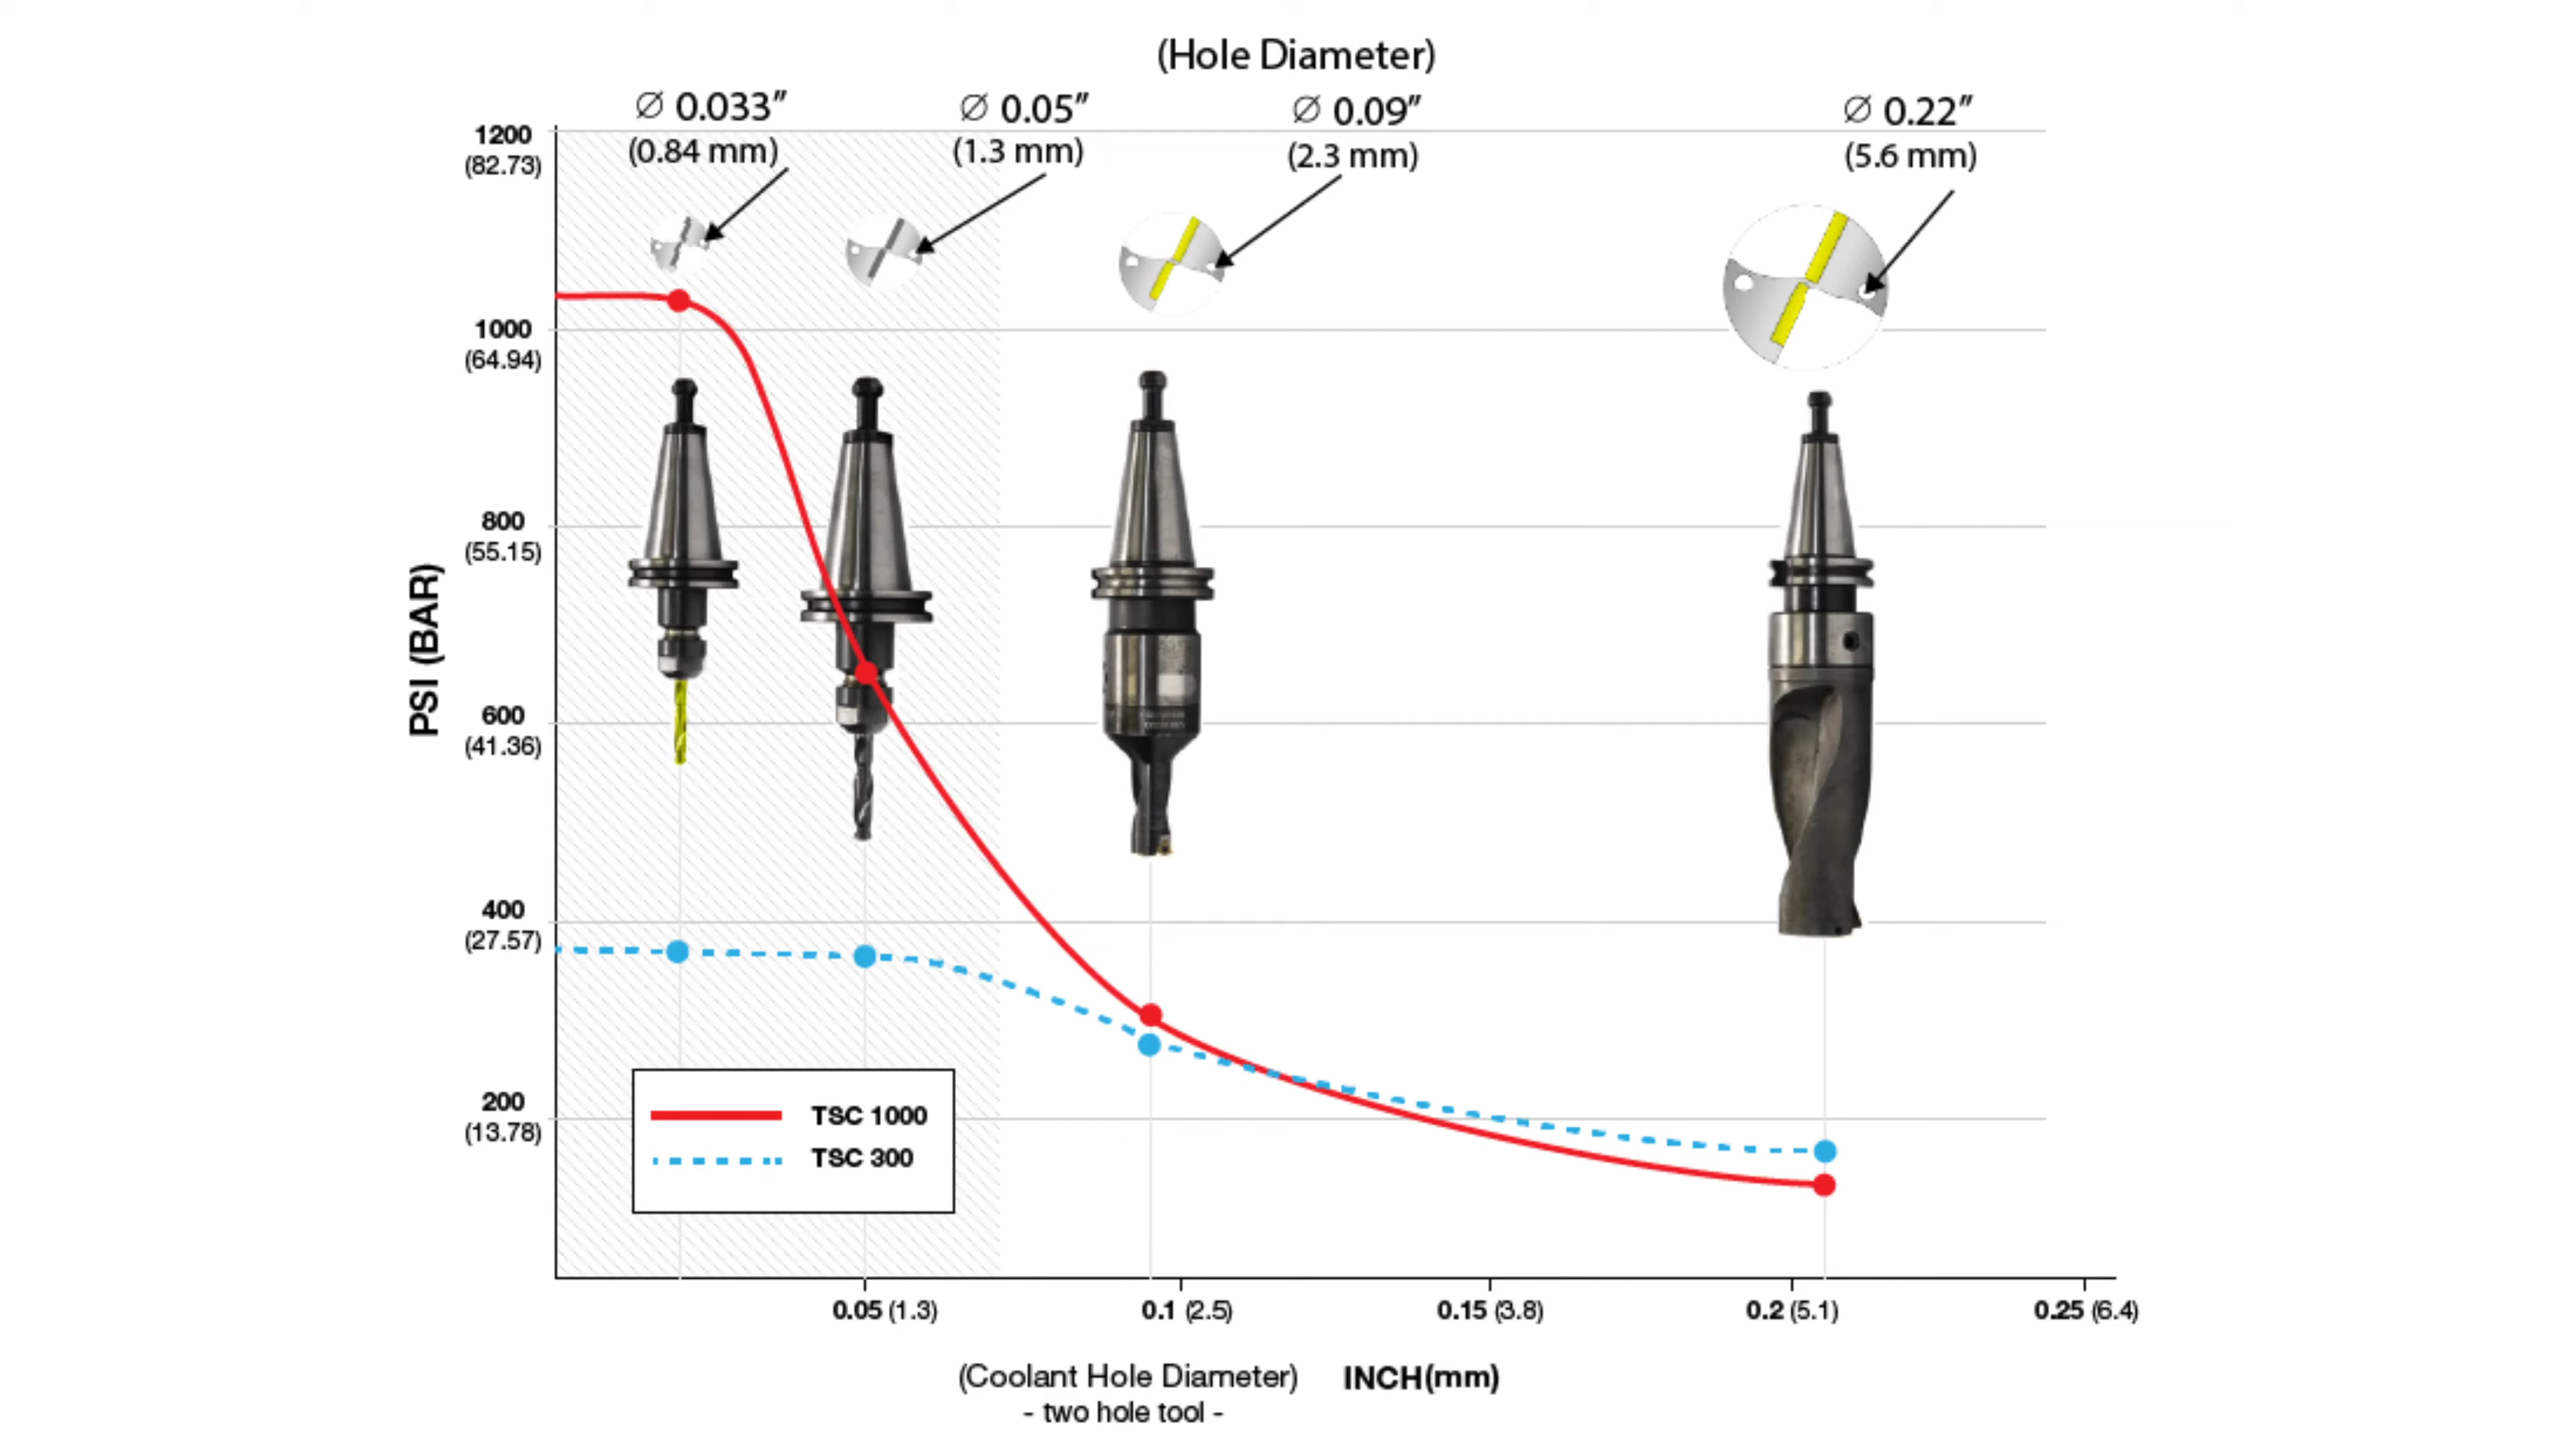 (Hole Diameter)
∅ 0.033″
(0.84 mm)
∅ 0.05″
(1.3 mm)
∅ 0.09″
(2.3 mm)
∅ 0.22″
(5.6 mm)
1200
(82.73)
1000
(64.94)
800
(55.15)
600
(41.36)
400
(27.57)
200
(13.78)
PSI (BAR)
TSC 1000
TSC 300
0.05 (1.3)
0.1 (2.5)
0.15 (3.8)
0.2 (5.1)
0.25 (6.4)
(Coolant Hole Diameter) INCH(mm)
- two hole tool -